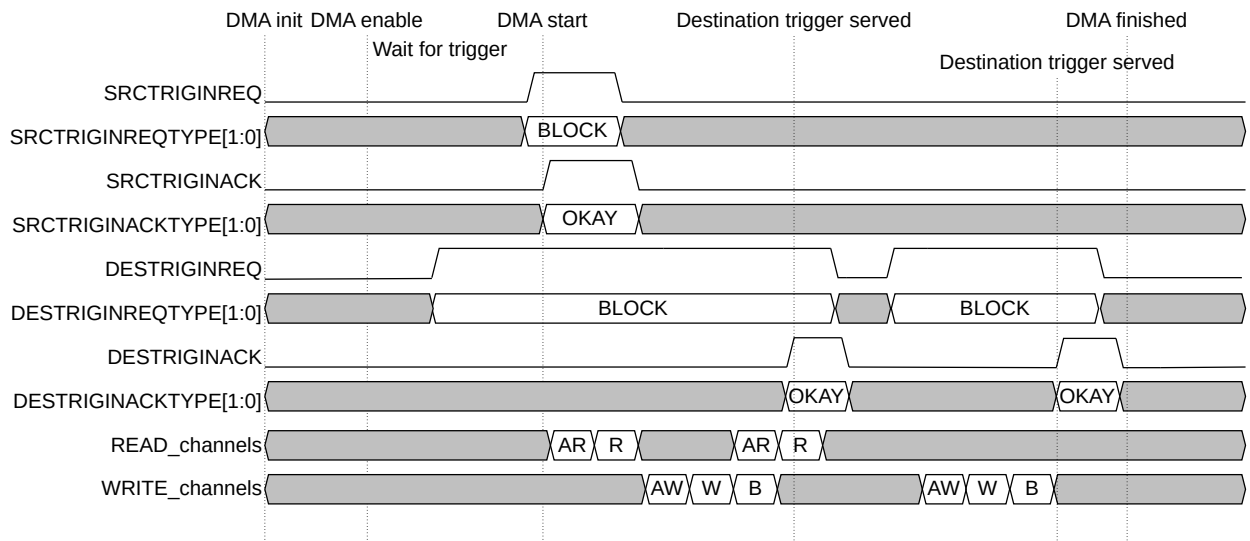 DMA init DMA enable DMA start Destination trigger served DMA finished
Wait for trigger
Destination trigger served
SRCTRIGINREQ
SRCTRIGINREQTYPE[1:0] BLOCK
SRCTRIGINACK
SRCTRIGINACKTYPE[1:0] OKAY
DESTRIGINREQ
DESTRIGINREQTYPE[1:0] BLOCK BLOCK
DESTRIGINACK
DESTRIGINACKTYPE[1:0] OKAY OKAY
READ_channels AR R AR R
WRITE_channels AW W B AW W B